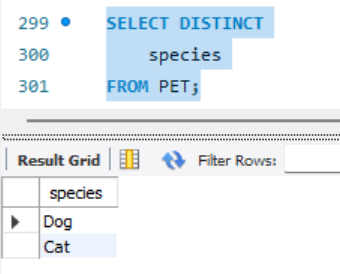 299 SELECT DISTINCT
300 species
301 FROM PET;
Result Grid Filter Rows:
species
Dog
Cat